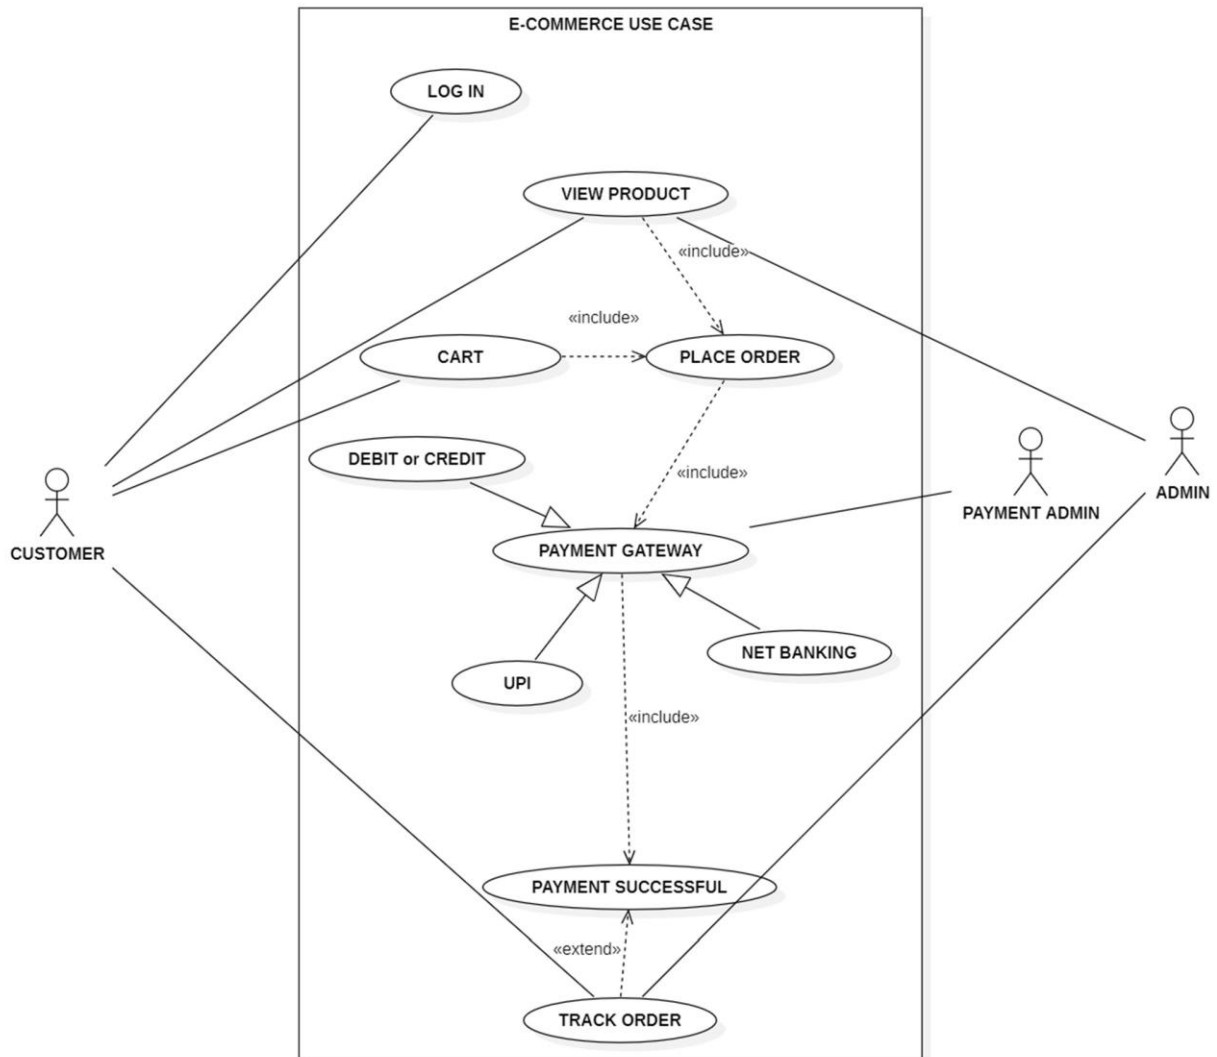 E-COMMERCE USE CASE
LOG IN
VIEW PRODUCT
«include»
«include»
CART
PLACE ORDER
DEBIT or CREDIT
«include»
PAYMENT ADMIN
ADMIN
CUSTOMER
PAYMENT GATEWAY
NET BANKING
UPI
«include»
PAYMENT SUCCESSFUL
«extend»
TRACK ORDER